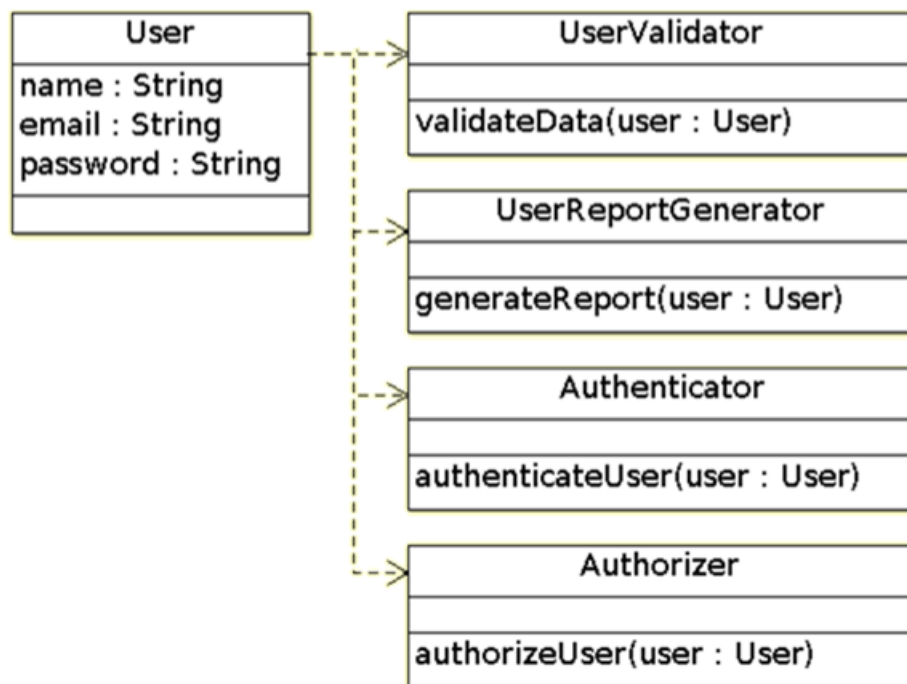 User
name : String
email : String
password : String
UserValidator
validateData(user : User)
UserReportGenerator
generateReport(user : User)
Authenticator
authenticateUser(user : User)
Authorizer
authorizeUser(user : User)